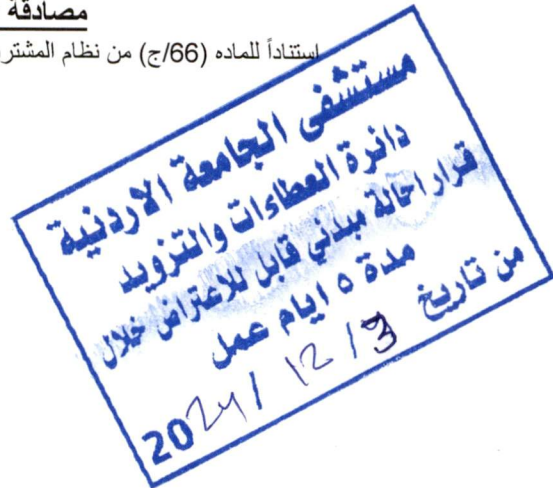 مصادقة
استناداً للماده (66/ج) من نظام المشتر
مستشفى الجامعة الاردنية
دائرة العطاءات والتزويد
قرار احالة مبدئي قابل للاعتراض خلال
مدة ٥ ايام عمل
من تاريخ 3 / 12 / 2024